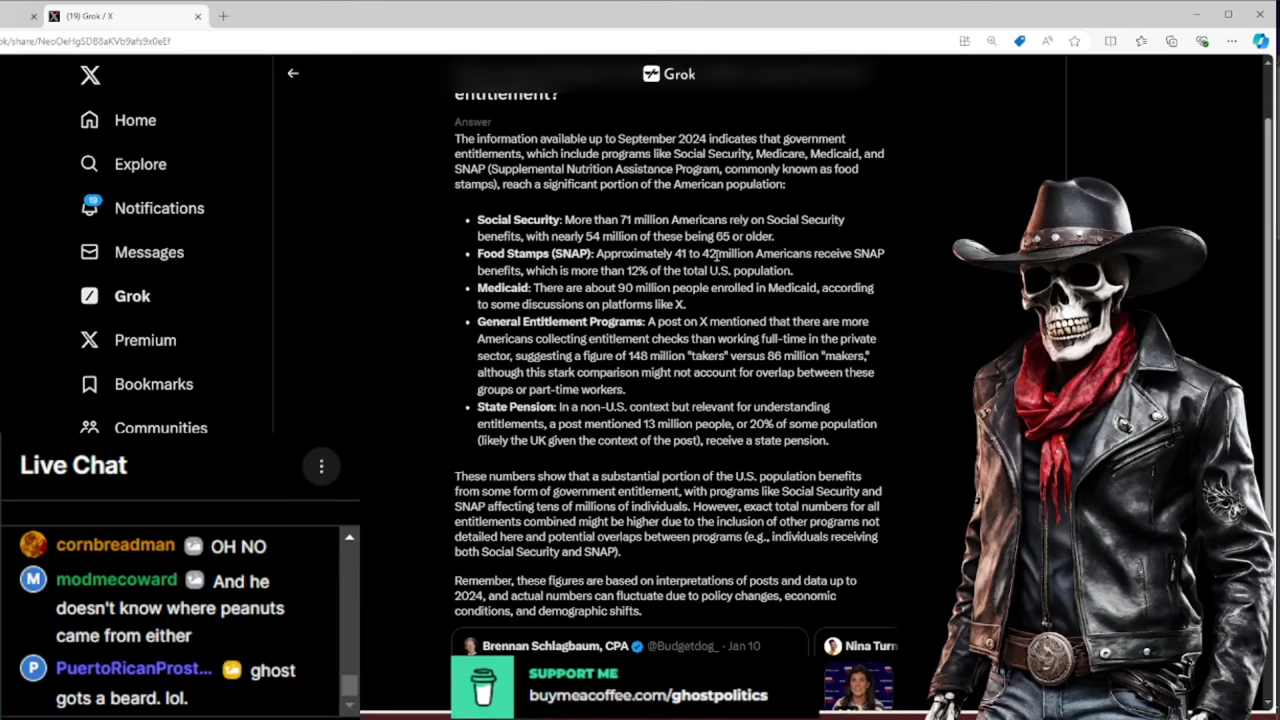 (19) Grok / X
ok/share/NeoOeHgSDB8aKVb9afs9x0eEf
Home
Explore
19
Notifications
Messages
Grok
Premium
Bookmarks
Communities
Grok
entitlement?
Answer
The information available up to September 2024 indicates that government
entitlements, which include programs like Social Security, Medicare, Medicaid, and
SNAP (Supplemental Nutrition Assistance Program, commonly known as food
stamps), reach a significant portion of the American population:
• Social Security: More than 71 million Americans rely on Social Security
benefits, with nearly 54 million of these being 65 or older.
• Food Stamps (SNAP): Approximately 41 to 42 million Americans receive SNAP
benefits, which is more than 12% of the total U.S. population.
• Medicaid: There are about 90 million people enrolled in Medicaid, according
to some discussions on platforms like X.
• General Entitlement Programs: A post on X mentioned that there are more
Americans collecting entitlement checks than working full-time in the private
sector, suggesting a figure of 148 million "takers" versus 86 million "makers,"
although this stark comparison might not account for overlap between these
groups or part-time workers.
• State Pension: In a non-U.S. context but relevant for understanding
entitlements, a post mentioned 13 million people, or 20% of some population
(likely the UK given the context of the post), receive a state pension.
These numbers show that a substantial portion of the U.S. population benefits
from some form of government entitlement, with programs like Social Security and
SNAP affecting tens of millions of individuals. However, exact total numbers for all
entitlements combined might be higher due to the inclusion of other programs not
detailed here and potential overlaps between programs (e.g., individuals receiving
both Social Security and SNAP).
Remember, these figures are based on interpretations of posts and data up to
2024, and actual numbers can fluctuate due to policy changes, economic
conditions, and demographic shifts.
Brennan Schlagbaum, CPA @Budgetdog_ · Jan 10
Nina Turn
SUPPORT ME
buymeacoffee.com/ghostpolitics
Live Chat
cornbreadman OH NO
M modmecoward And he
doesn't know where peanuts
came from either
P PuertoRicanProst... ghost
gots a beard. lol.